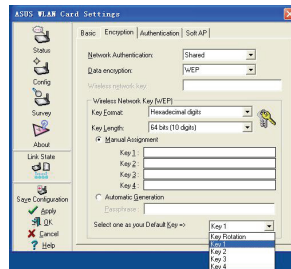 ASUS WLAN Card Settings
Status
Config
Survey
About
Link State
Save Configuration
Apply
OK
Cancel
Help
Basic
Encryption
Authentication
Soft AP
Network Authentication:
Shared
Data encryption:
WEP
Wireless network key:
Wireless Network Key (WEP)
Key Format:
Hexadecimal digits
Key Length:
64 bits (10 digits)
Manual Assignment
Key 1 :
Key 2 :
Key 3 :
Key 4 :
Automatic Generation
Passphrase :
Select one as your Default Key =>
Key 1
Key Rotation
Key 1
Key 2
Key 3
Key 4